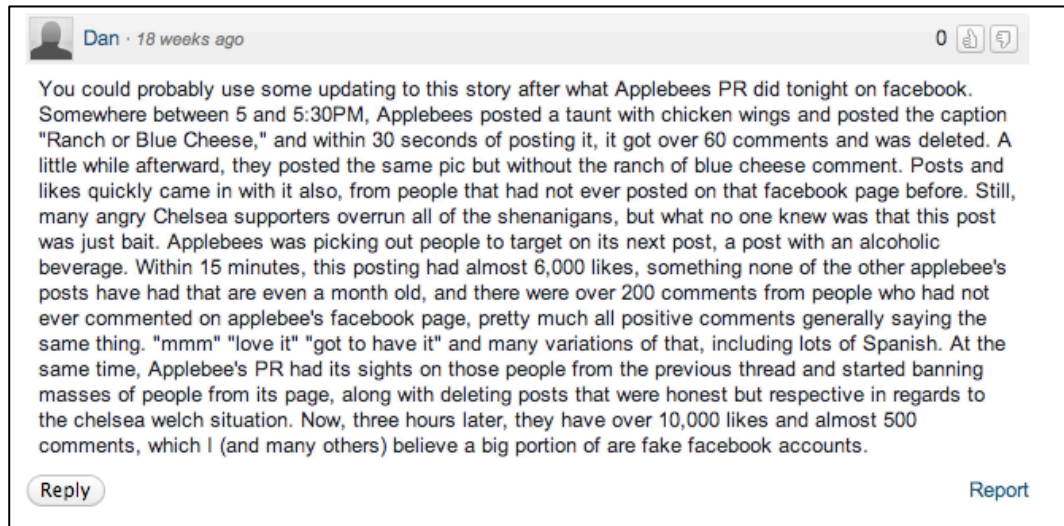 Dan · 18 weeks ago 0
You could probably use some updating to this story after what Applebees PR did tonight on facebook.
Somewhere between 5 and 5:30PM, Applebees posted a taunt with chicken wings and posted the caption
"Ranch or Blue Cheese," and within 30 seconds of posting it, it got over 60 comments and was deleted. A
little while afterward, they posted the same pic but without the ranch of blue cheese comment. Posts and
likes quickly came in with it also, from people that had not ever posted on that facebook page before. Still,
many angry Chelsea supporters overrun all of the shenanigans, but what no one knew was that this post
was just bait. Applebees was picking out people to target on its next post, a post with an alcoholic
beverage. Within 15 minutes, this posting had almost 6,000 likes, something none of the other applebee's
posts have had that are even a month old, and there were over 200 comments from people who had not
ever commented on applebee's facebook page, pretty much all positive comments generally saying the
same thing. "mmm" "love it" "got to have it" and many variations of that, including lots of Spanish. At the
same time, Applebee's PR had its sights on those people from the previous thread and started banning
masses of people from its page, along with deleting posts that were honest but respective in regards to
the chelsea welch situation. Now, three hours later, they have over 10,000 likes and almost 500
comments, which I (and many others) believe a big portion of are fake facebook accounts.
Reply Report